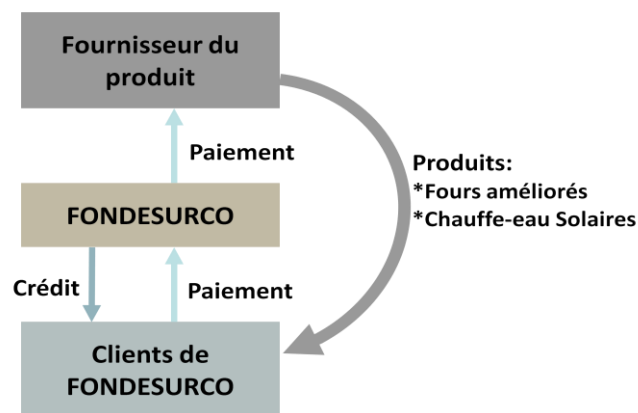 Fournisseur du
produit
Paiement
Produits:
*Fours améliorés
*Chauffe-eau Solaires
FONDESURCO
Crédit
Paiement
Clients de
FONDESURCO